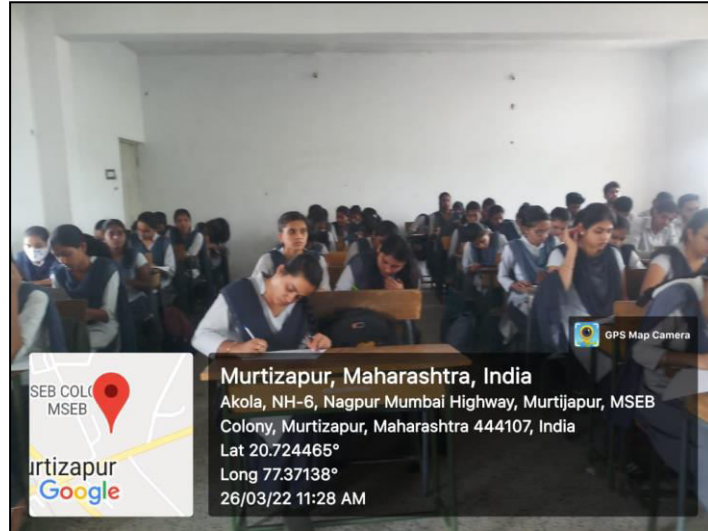 GPS Map Camera
SEB COL
MSEB
urtizapur
Google
Murtizapur, Maharashtra, India
Akola, NH-6, Nagpur Mumbai Highway, Murtijapur, MSEB
Colony, Murtizapur, Maharashtra 444107, India
Lat 20.724465°
Long 77.37138°
26/03/22 11:28 AM